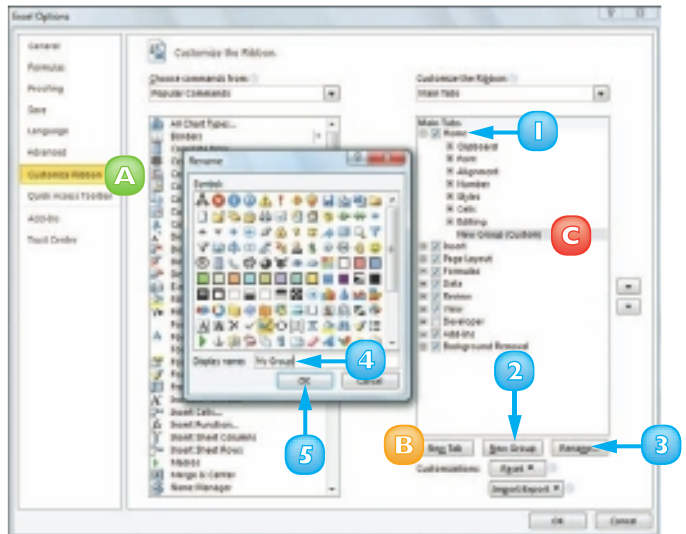 Excel Options
General
Formulas
Proofing
Save
Language
Advanced
Customize Ribbon
Quick Access Toolbar
Add-Ins
Trust Center
A
Customize the Ribbon.
Choose commands from:
Popular Commands
All Chart Types...
Borders
Insert Cells...
Insert Function...
Insert Sheet Columns
Insert Sheet Rows
Macros
Merge & Center
Name Manager
Rename
Symbol:
Display name: My Group
4
OK
Cancel
5
Customize the Ribbon:
Main Tabs
Main Tabs
Home
1
Clipboard
Font
Alignment
Number
Styles
Cells
Editing
New Group (Custom)
C
Insert
Page Layout
Formulas
Data
Review
View
Developer
Add-Ins
Background Removal
2
B
New Tab
New Group
Rename...
3
Customizations:
Reset
Import/Export
OK
Cancel